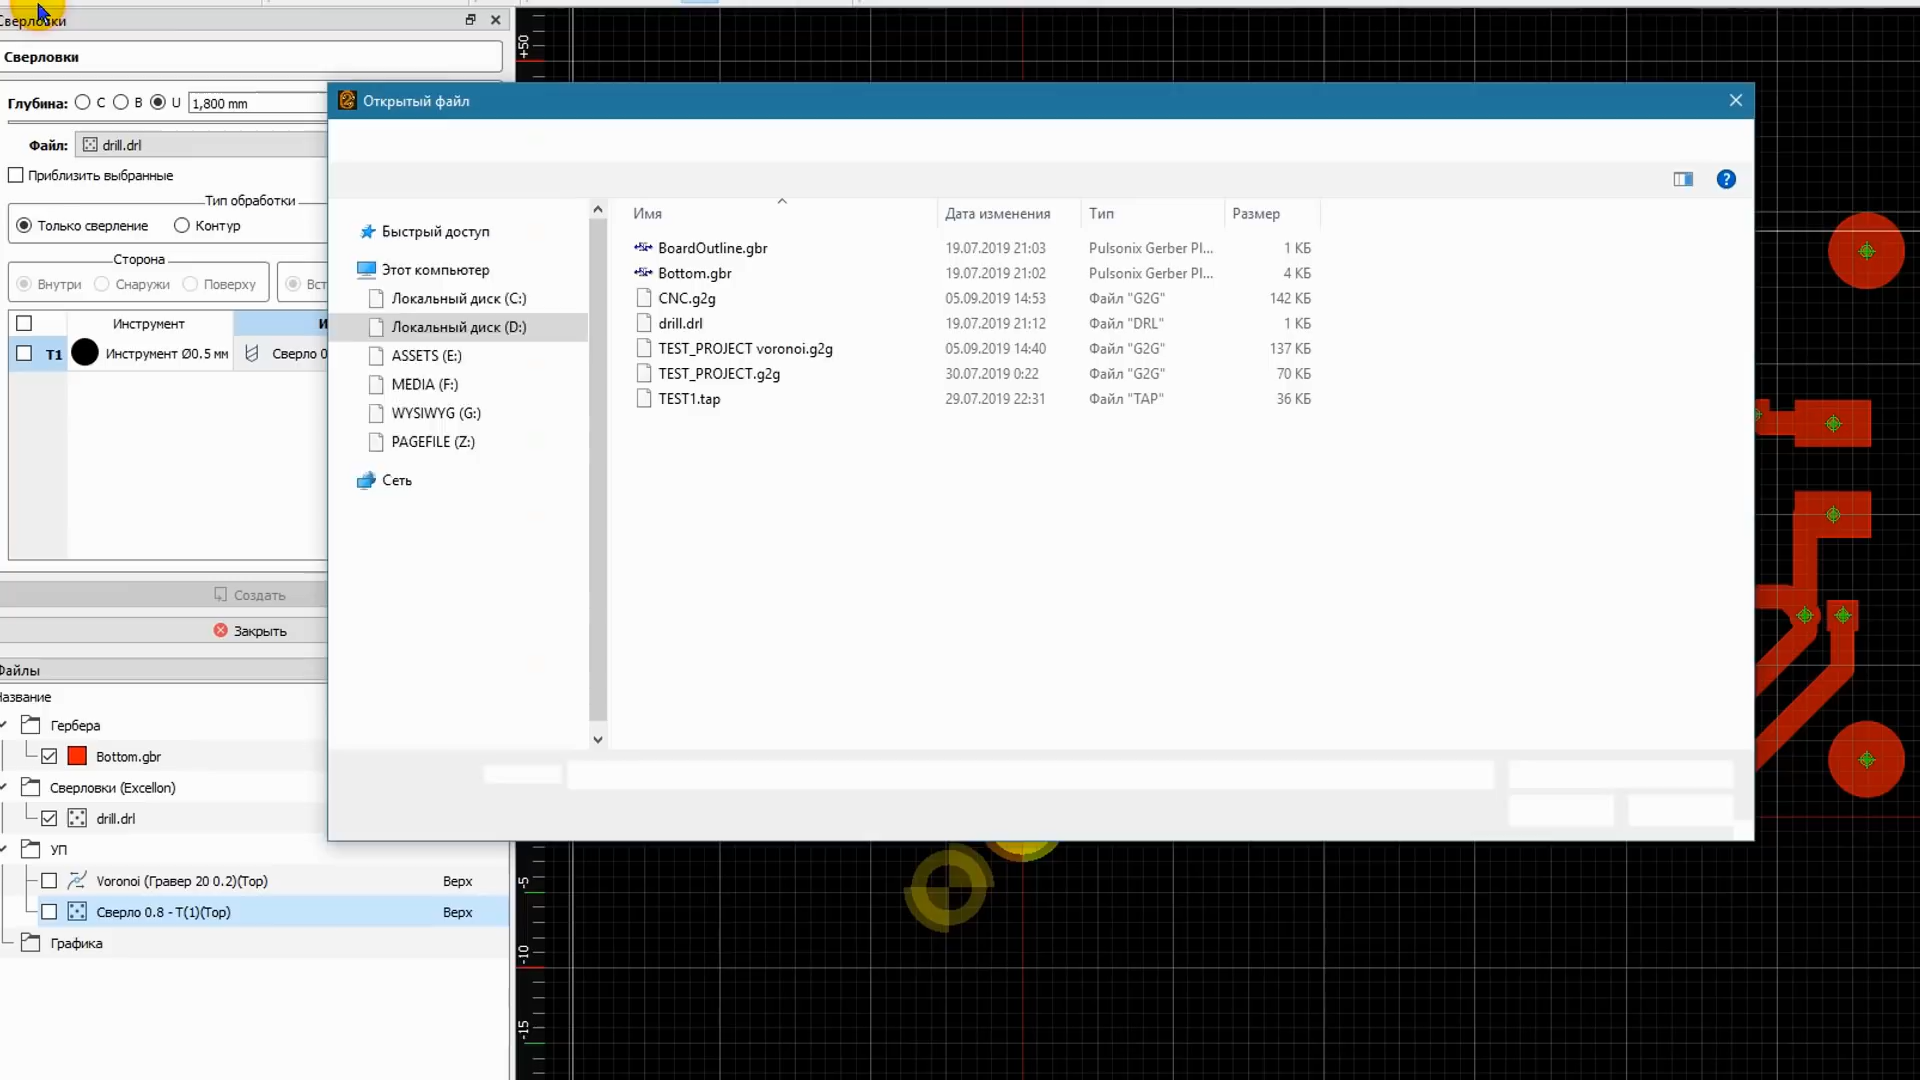 Сверловки
Сверловки
Глубина: C B U 1,800 mm
Файл: drill.drl
Приблизить выбранные
Тип обработки
Только сверление Контур
Сторона
Внутри Снаружи Поверху
Инструмент
T1 Инструмент Ø0.5 мм Сверло 0
Создать
Закрыть
Файлы
Название
Гербера
Bottom.gbr
Сверловки (Excellon)
drill.drl
УП
Voronoi (Гравер 20 0.2)(Top) Верх
Сверло 0.8 - T(1)(Top) Верх
Графика
Открытый файл
Быстрый доступ
Этот компьютер
Локальный диск (C:)
Локальный диск (D:)
ASSETS (E:)
MEDIA (F:)
WYSIWYG (G:)
PAGEFILE (Z:)
Сеть
Имя Дата изменения Тип Размер
BoardOutline.gbr 19.07.2019 21:03 Pulsonix Gerber Pl... 1 КБ
Bottom.gbr 19.07.2019 21:02 Pulsonix Gerber Pl... 4 КБ
CNC.g2g 05.09.2019 14:53 Файл "G2G" 142 КБ
drill.drl 19.07.2019 21:12 Файл "DRL" 1 КБ
TEST_PROJECT voronoi.g2g 05.09.2019 14:40 Файл "G2G" 137 КБ
TEST_PROJECT.g2g 30.07.2019 0:22 Файл "G2G" 70 КБ
TEST1.tap 29.07.2019 22:31 Файл "TAP" 36 КБ
+50
-5
-10
-15